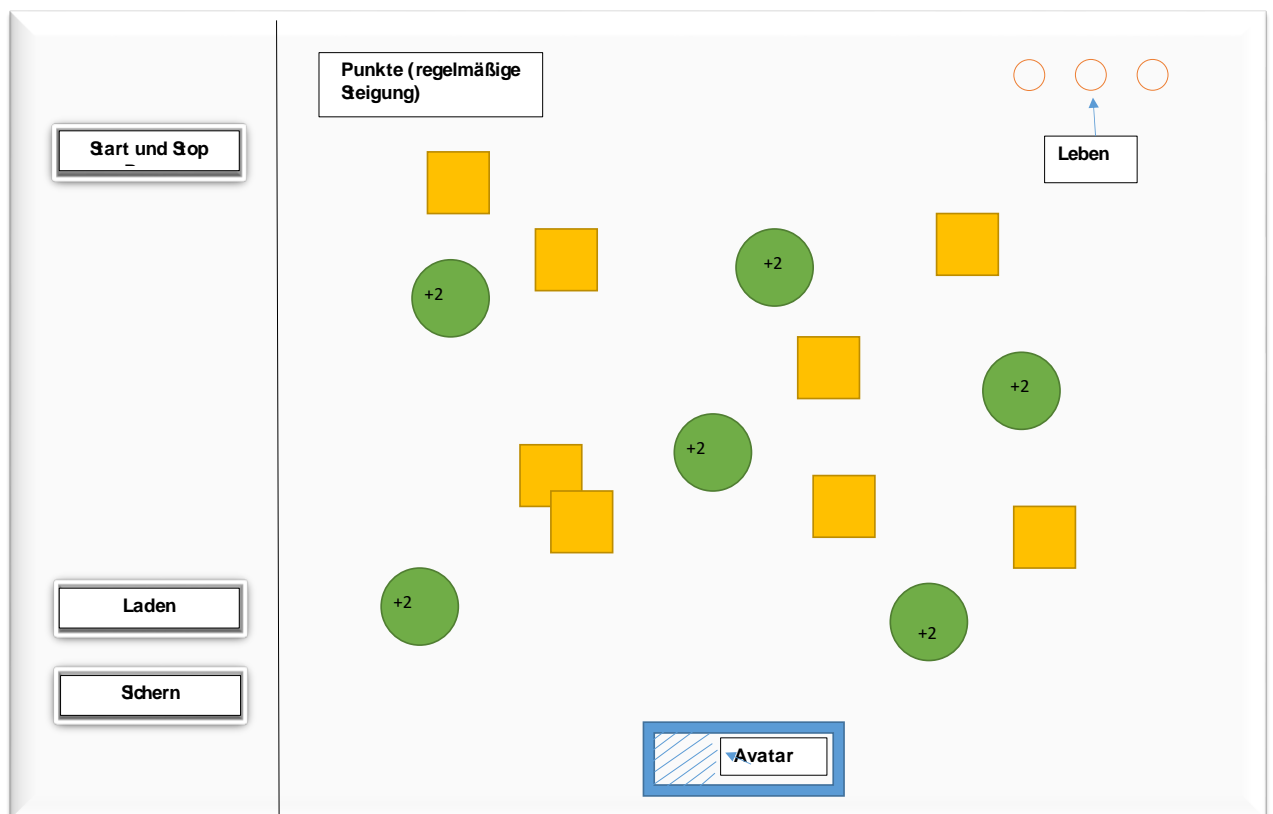 Punkte (regelmäßige
Steigung)
Leben
Start und Stop
+2
+2
+2
+2
+2
+2
Laden
Sichern
Avatar